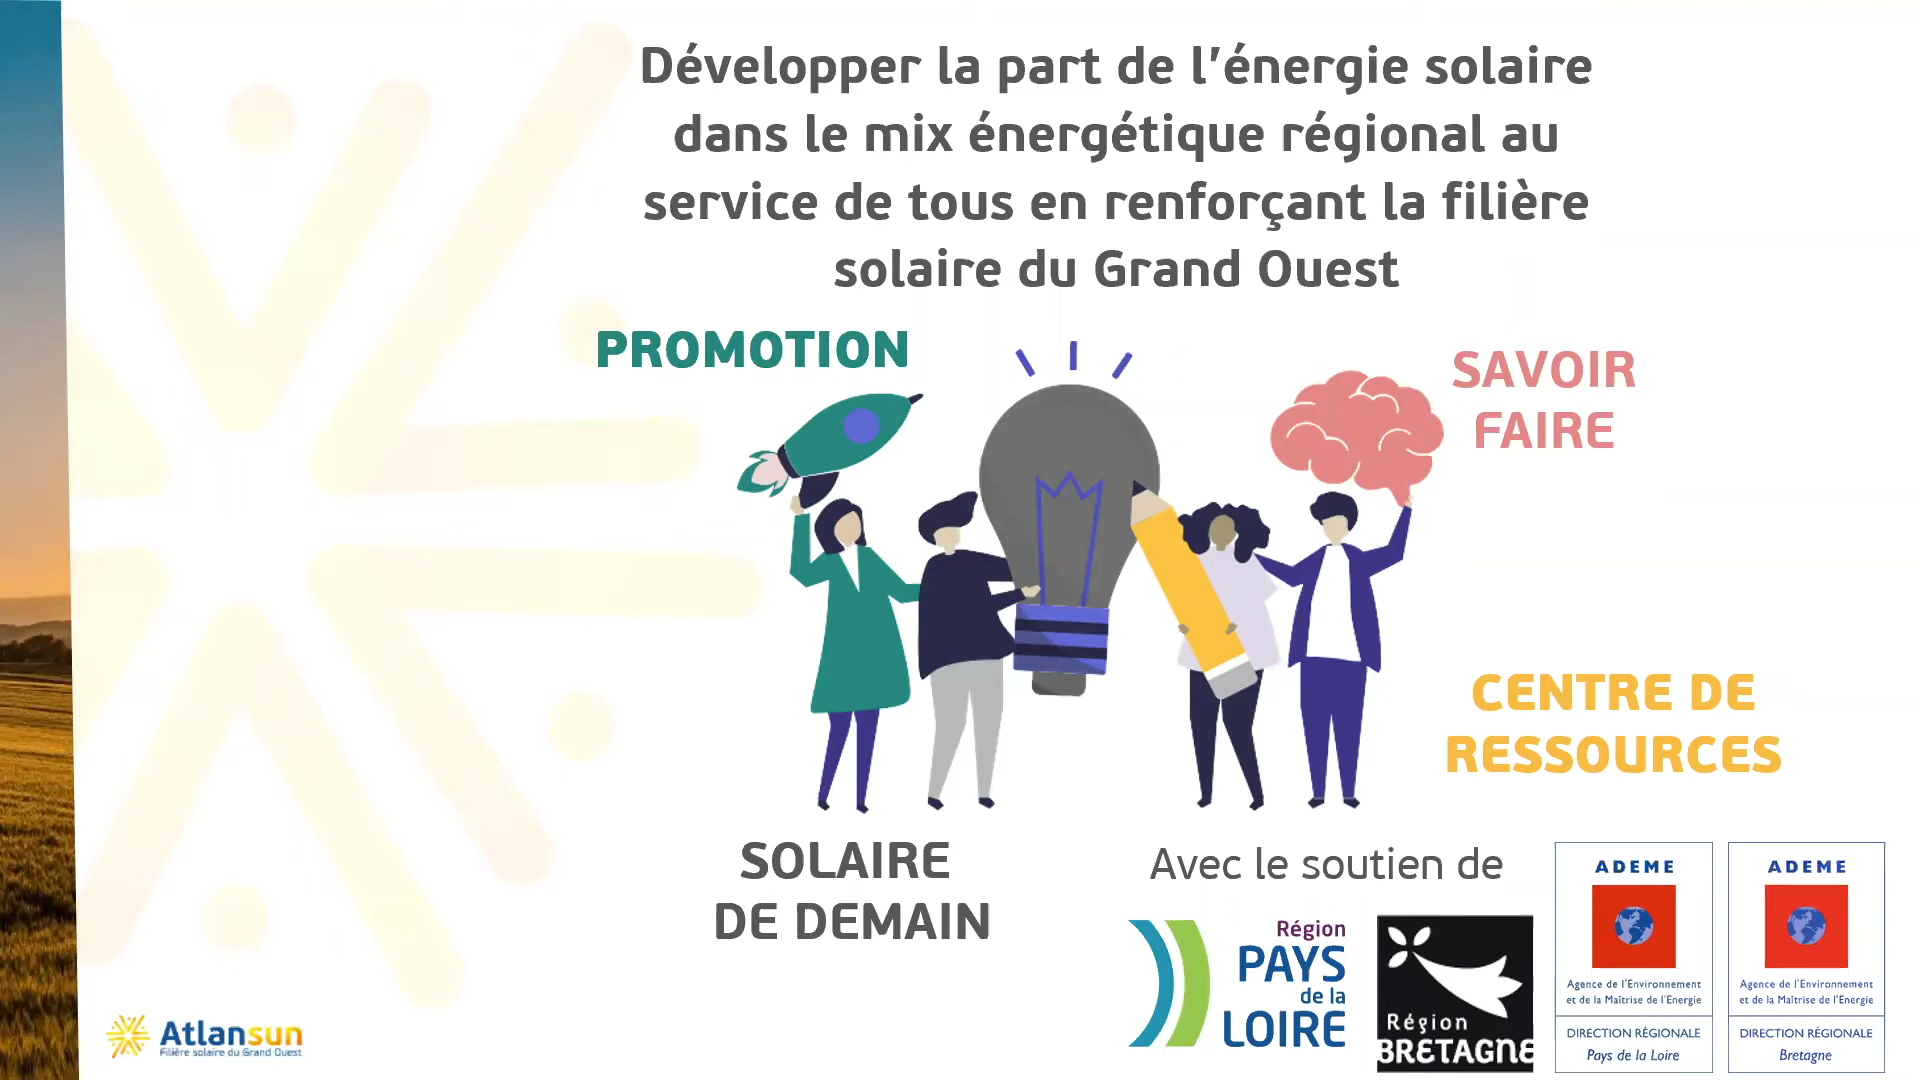 Développer la part de l'énergie solaire
dans le mix énergétique régional au
service de tous en renforçant la filière
solaire du Grand Ouest
PROMOTION
SAVOIR
FAIRE
CENTRE DE
RESSOURCES
SOLAIRE
DE DEMAIN
Avec le soutien de
Région
PAYS
de la
LOIRE
Région
BRETAGNE
ADEME
Agence de l'Environnement
et de la Maîtrise de l'Energie
DIRECTION RÉGIONALE
Pays de la Loire
ADEME
Agence de l'Environnement
et de la Maîtrise de l'Energie
DIRECTION RÉGIONALE
Bretagne
Atlansun
Filière solaire du Grand Ouest